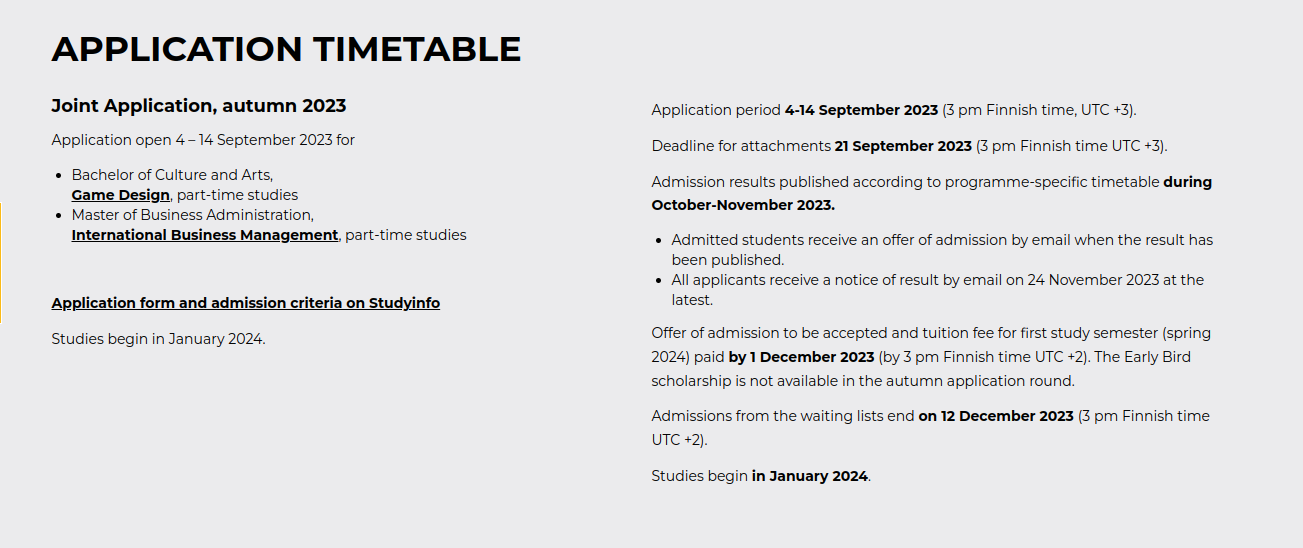 APPLICATION TIMETABLE
Joint Application, autumn 2023
Application open 4 – 14 September 2023 for
• Bachelor of Culture and Arts,
Game Design, part-time studies
• Master of Business Administration,
International Business Management, part-time studies
Application form and admission criteria on Studyinfo
Studies begin in January 2024.
Application period 4-14 September 2023 (3 pm Finnish time, UTC +3).
Deadline for attachments 21 September 2023 (3 pm Finnish time UTC +3).
Admission results published according to programme-specific timetable during
October-November 2023.
• Admitted students receive an offer of admission by email when the result has
been published.
• All applicants receive a notice of result by email on 24 November 2023 at the
latest.
Offer of admission to be accepted and tuition fee for first study semester (spring
2024) paid by 1 December 2023 (by 3 pm Finnish time UTC +2). The Early Bird
scholarship is not available in the autumn application round.
Admissions from the waiting lists end on 12 December 2023 (3 pm Finnish time
UTC +2).
Studies begin in January 2024.